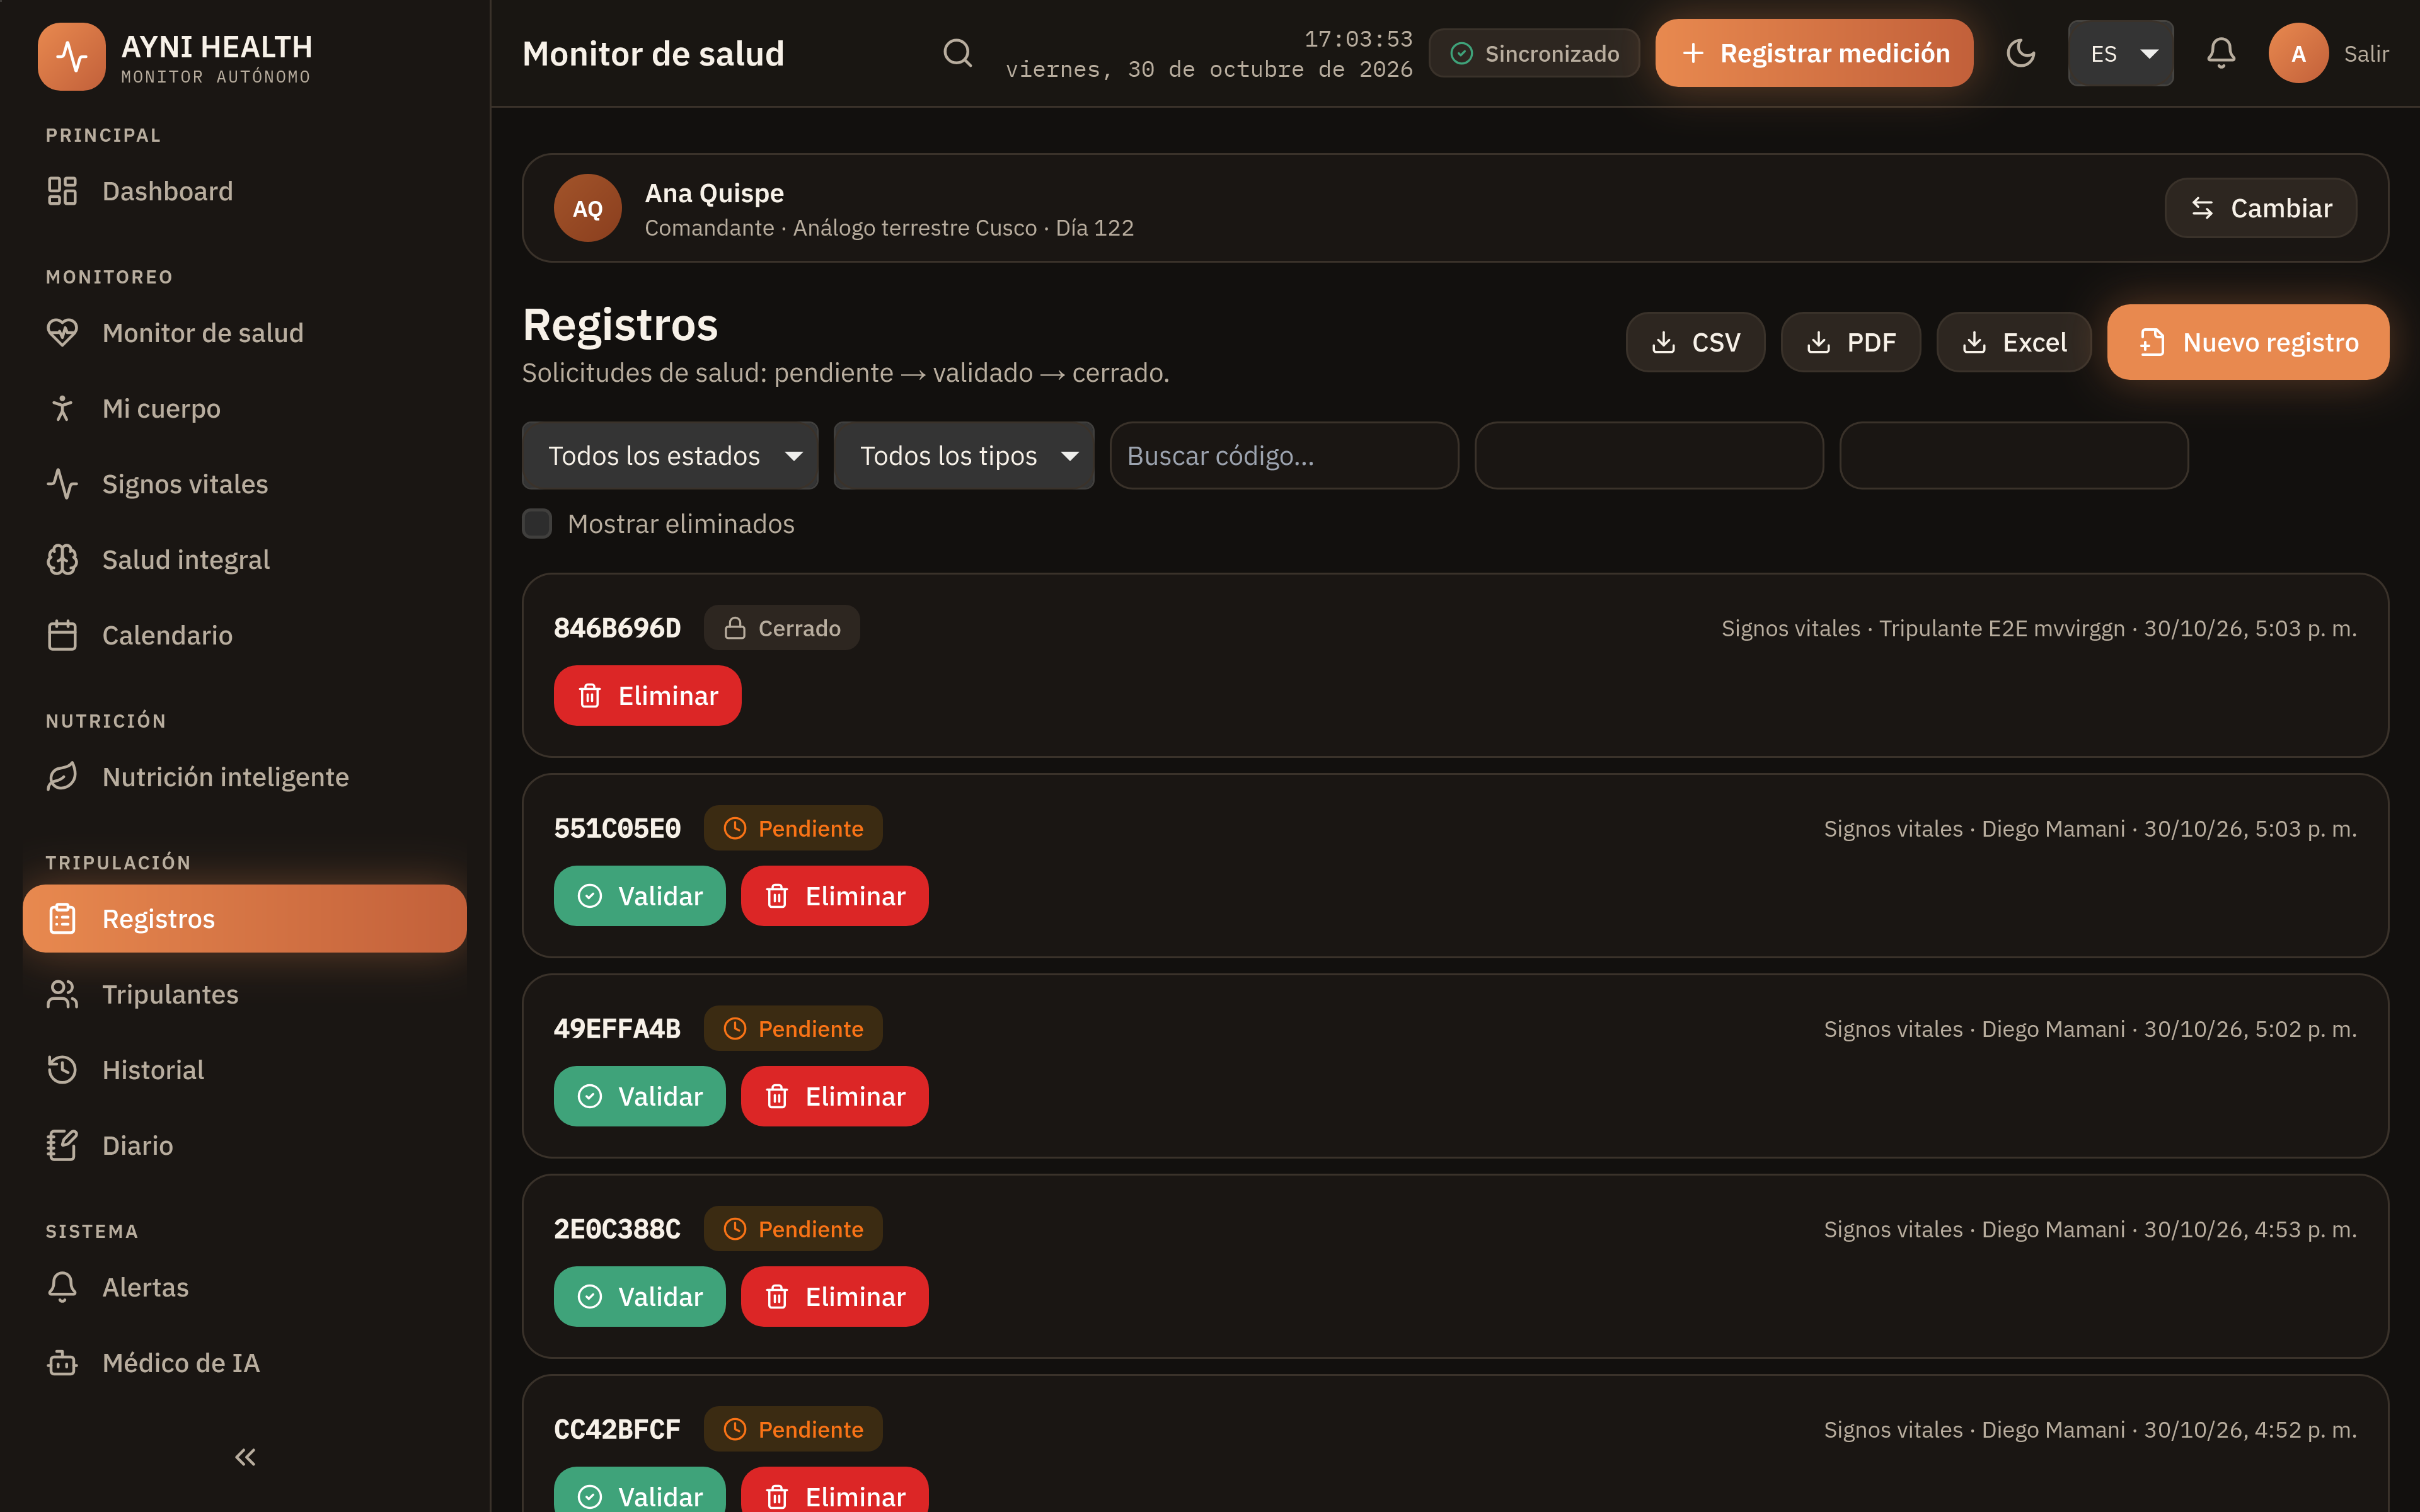 AYNI HEALTH
MONITOR AUTÓNOMO
PRINCIPAL
Dashboard
MONITOREO
Monitor de salud
Mi cuerpo
Signos vitales
Salud integral
Calendario
NUTRICIÓN
Nutrición inteligente
TRIPULACIÓN
Registros
Tripulantes
Historial
Diario
SISTEMA
Alertas
Médico de IA
Monitor de salud
17:03:53
viernes, 30 de octubre de 2026
Sincronizado
Registrar medición
ES
A
Salir
AQ
Ana Quispe
Comandante · Análogo terrestre Cusco · Día 122
Cambiar
Registros
Solicitudes de salud: pendiente → validado → cerrado.
CSV
PDF
Excel
Nuevo registro
Todos los estados
Todos los tipos
Buscar código...
Mostrar eliminados
846B696D Cerrado Signos vitales · Tripulante E2E mvvirggn · 30/10/26, 5:03 p. m.
Eliminar
551C05E0 Pendiente Signos vitales · Diego Mamani · 30/10/26, 5:03 p. m.
Validar Eliminar
49EFFA4B Pendiente Signos vitales · Diego Mamani · 30/10/26, 5:02 p. m.
Validar Eliminar
2E0C388C Pendiente Signos vitales · Diego Mamani · 30/10/26, 4:53 p. m.
Validar Eliminar
CC42BFCF Pendiente Signos vitales · Diego Mamani · 30/10/26, 4:52 p. m.
Validar Eliminar